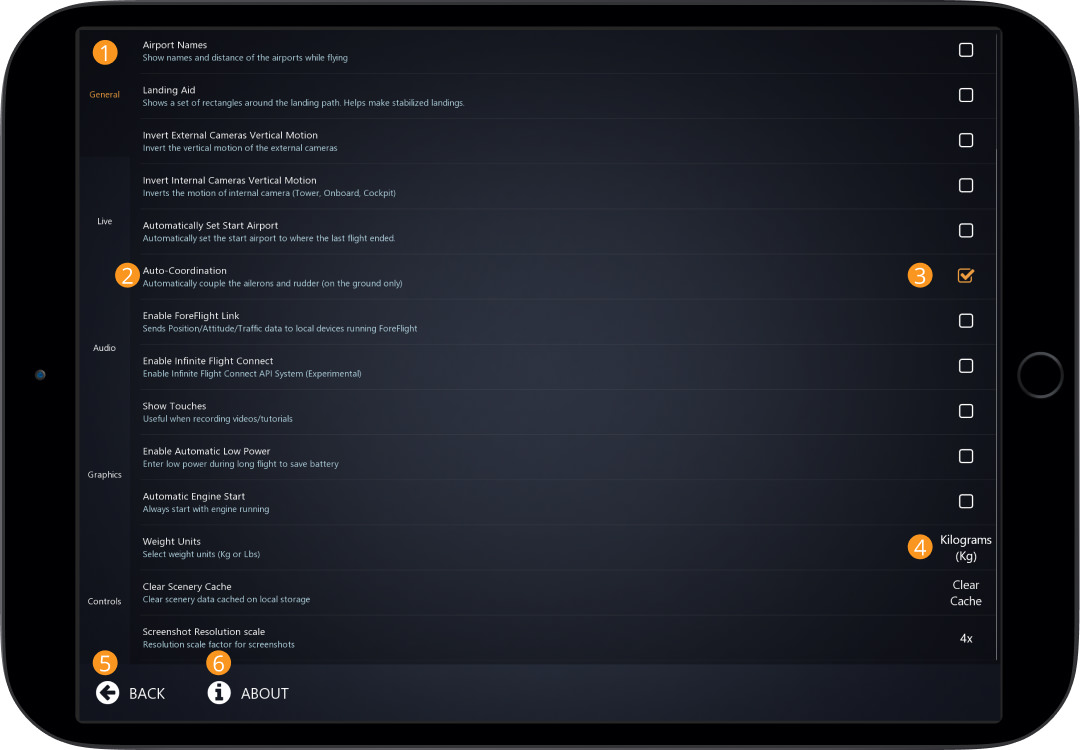 1
General
Live
Audio
Graphics
Controls
Airport Names
Show names and distance of the airports while flying
Landing Aid
Shows a set of rectangles around the landing path. Helps make stabilized landings.
Invert External Cameras Vertical Motion
Invert the vertical motion of the external cameras
Invert Internal Cameras Vertical Motion
Inverts the motion of internal camera (Tower, Onboard, Cockpit)
Automatically Set Start Airport
Automatically set the start airport to where the last flight ended.
2
Auto-Coordination
Automatically couple the ailerons and rudder (on the ground only)
3
Enable ForeFlight Link
Sends Position/Attitude/Traffic data to local devices running ForeFlight
Enable Infinite Flight Connect
Enable Infinite Flight Connect API System (Experimental)
Show Touches
Useful when recording videos/tutorials
Enable Automatic Low Power
Enter low power during long flight to save battery
Automatic Engine Start
Always start with engine running
Weight Units
Select weight units (Kg or Lbs)
4
Kilograms
(Kg)
Clear Scenery Cache
Clear scenery data cached on local storage
Clear
Cache
Screenshot Resolution scale
Resolution scale factor for screenshots
4x
5
BACK
6
ABOUT